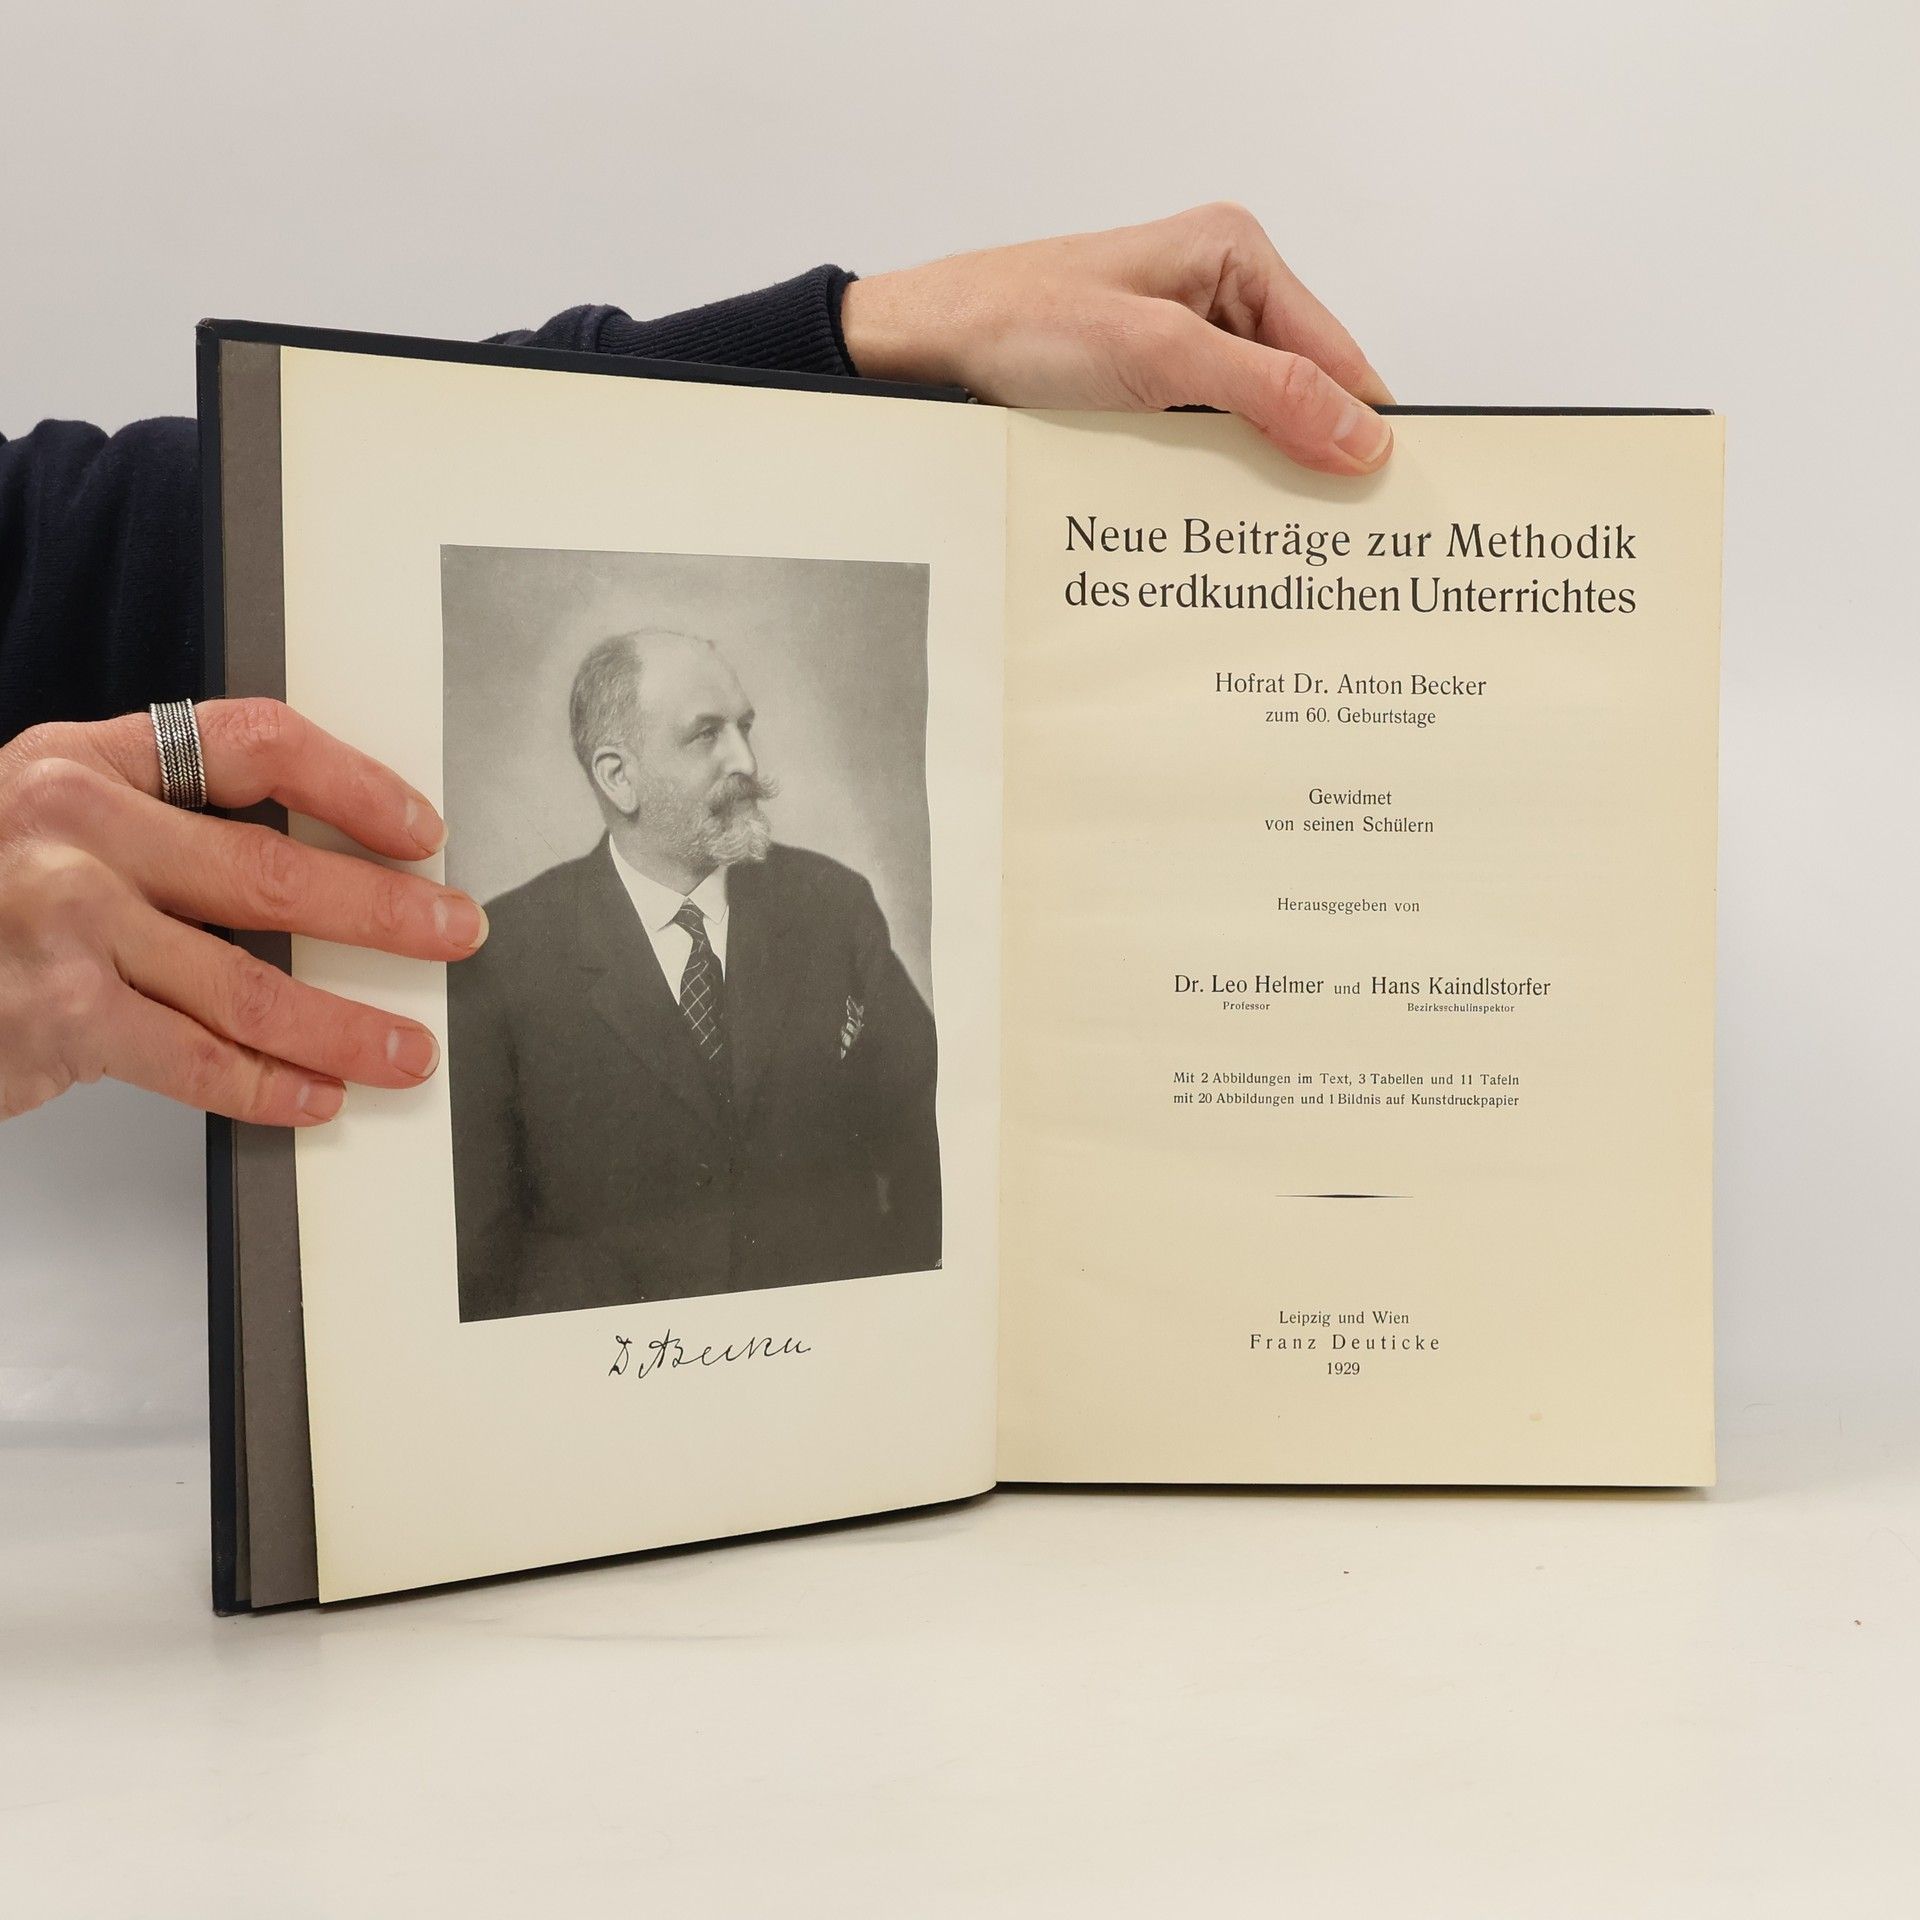 Dr. A. Becker
Neue Beiträge zur Methodik
des erdkundlichen Unterrichtes
Hofrat Dr. Anton Becker
zum 60. Geburtstage
Gewidmet
von seinen Schülern
Herausgegeben von
Dr. Leo Helmer und Hans Kaindlstorfer
Professor Bezirksschulinspektor
Mit 2 Abbildungen im Text, 3 Tabellen und 11 Tafeln
mit 20 Abbildungen und 1 Bildnis auf Kunstdruckpapier
Leipzig und Wien
Franz Deuticke
1929